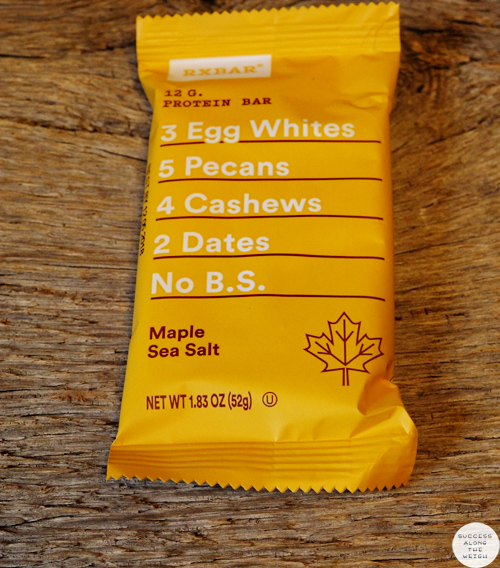 RXBAR®
12 G.
PROTEIN BAR
3 Egg Whites
5 Pecans
4 Cashews
2 Dates
No B.S.
Maple
Sea Salt
NET WT 1.83 OZ (52g) U
SUCCESS
ALONG
THE
WEIGH